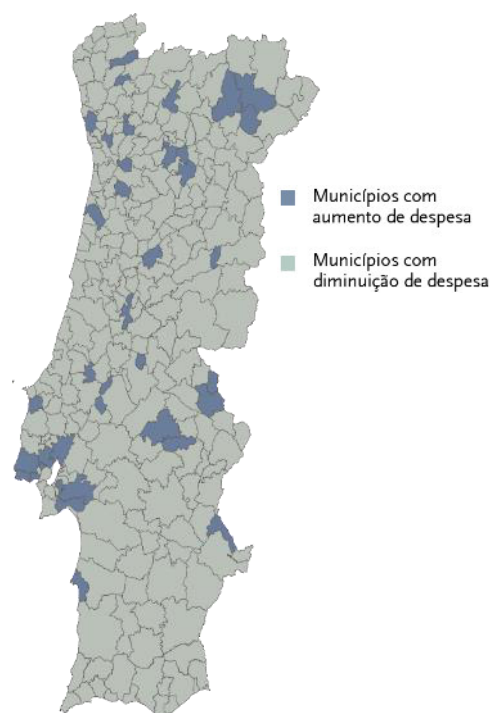 Municípios com
aumento de despesa
Municípios com
diminuição de despesa